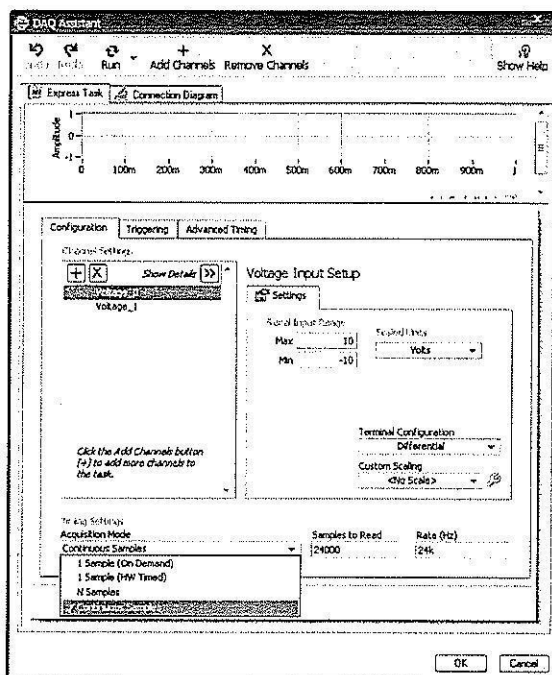 DAQ Assistant
Undo Redo Run Add Channels Remove Channels Show Help
Express Task Connection Diagram
Amplitude
1
0
-1
0 100m 200m 300m 400m 500m 600m 700m 800m 900m 1
Configuration Triggering Advanced Timing
Channel Settings
Show Details
Voltage_1
Click the Add Channels button
(+) to add more channels to
the task.
Voltage Input Setup
Settings
Signal Input Range
Max 10
Min -10
Scaled Units
Volts
Terminal Configuration
Differential
Custom Scaling
<No Scale>
Timing Settings
Acquisition Mode Samples to Read Rate (Hz)
Continuous Samples 24000 24k
1 Sample (On Demand)
1 Sample (HW Timed)
N Samples
OK Cancel